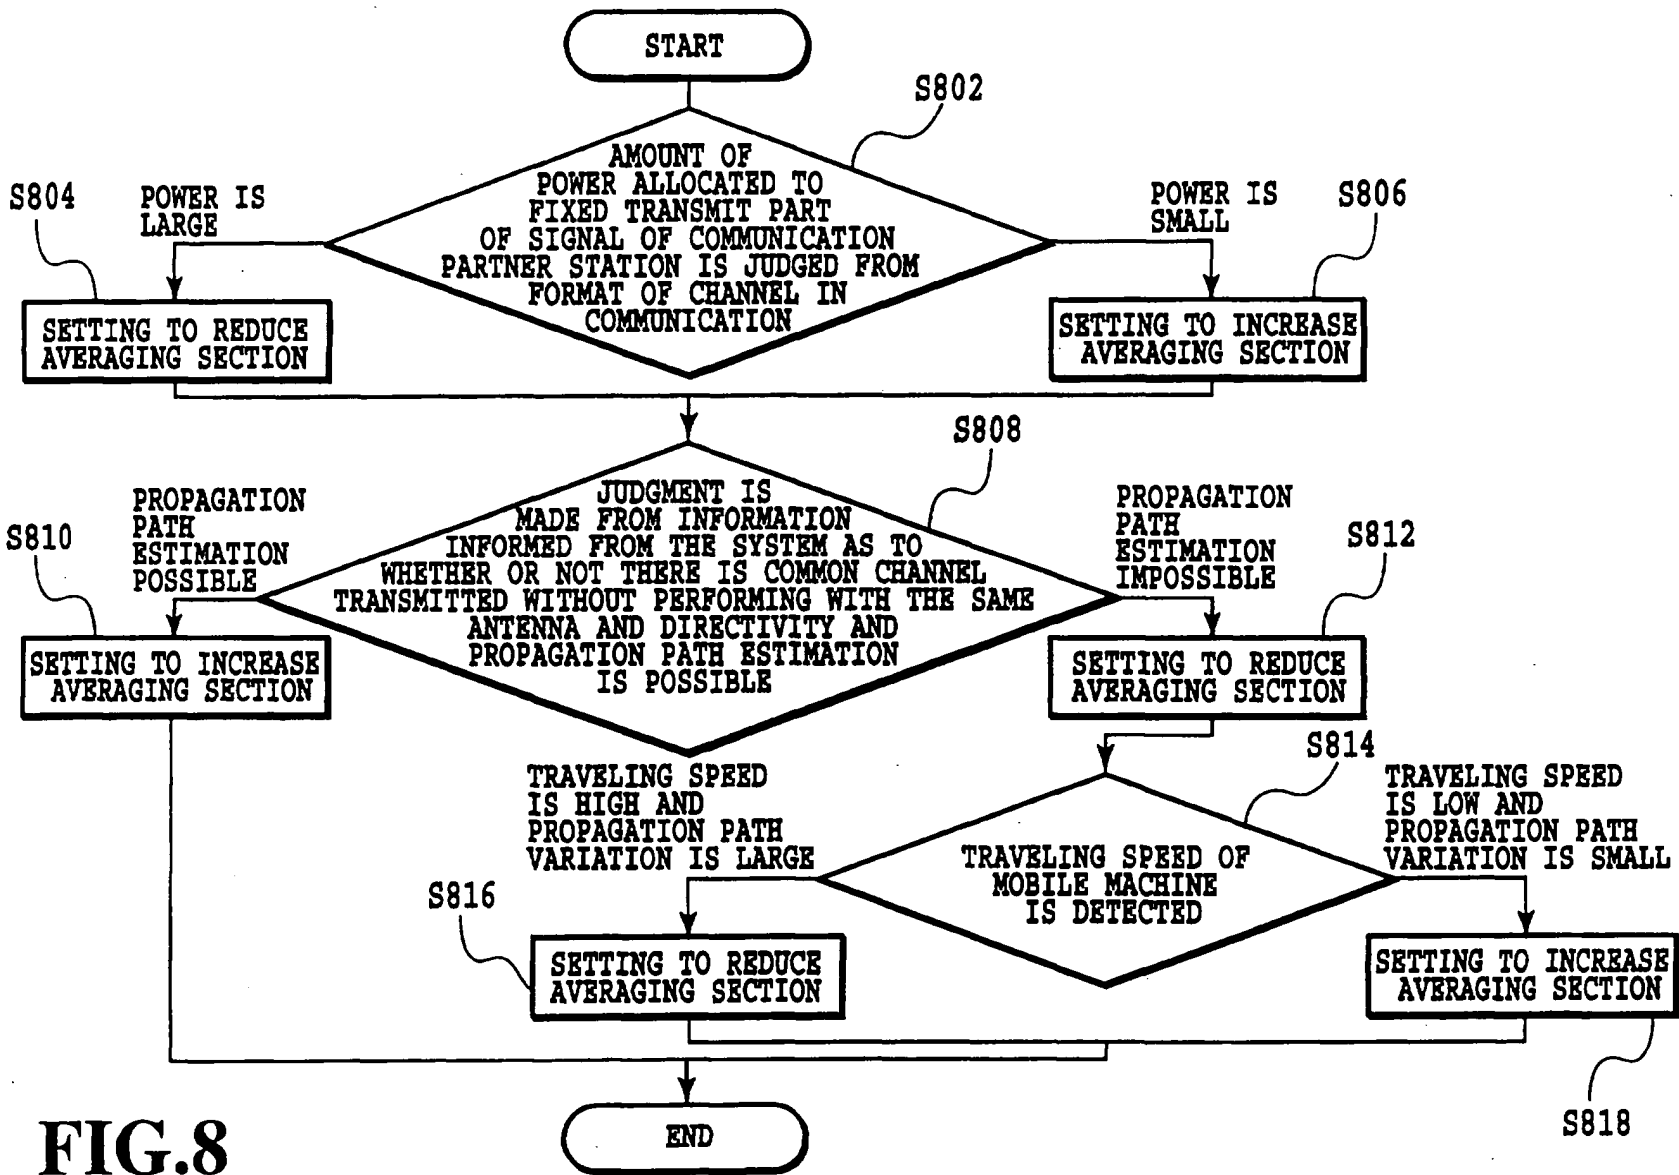 START
S802
AMOUNT OF
POWER ALLOCATED TO
FIXED TRANSMIT PART
OF SIGNAL OF COMMUNICATION
PARTNER STATION IS JUDGED FROM
FORMAT OF CHANNEL IN
COMMUNICATION
S804
POWER IS
LARGE
POWER IS
SMALL
S806
SETTING TO REDUCE
AVERAGING SECTION
SETTING TO INCREASE
AVERAGING SECTION
S808
JUDGMENT IS
MADE FROM INFORMATION
INFORMED FROM THE SYSTEM AS TO
WHETHER OR NOT THERE IS COMMON CHANNEL
TRANSMITTED WITHOUT PERFORMING WITH THE SAME
ANTENNA AND DIRECTIVITY AND
PROPAGATION PATH ESTIMATION
IS POSSIBLE
S810
PROPAGATION
PATH
ESTIMATION
POSSIBLE
PROPAGATION
PATH
ESTIMATION
IMPOSSIBLE
S812
SETTING TO INCREASE
AVERAGING SECTION
SETTING TO REDUCE
AVERAGING SECTION
S814
TRAVELING SPEED
IS HIGH AND
PROPAGATION PATH
VARIATION IS LARGE
TRAVELING SPEED OF
MOBILE MACHINE
IS DETECTED
TRAVELING SPEED
IS LOW AND
PROPAGATION PATH
VARIATION IS SMALL
S816
SETTING TO REDUCE
AVERAGING SECTION
SETTING TO INCREASE
AVERAGING SECTION
S818
END
FIG.8